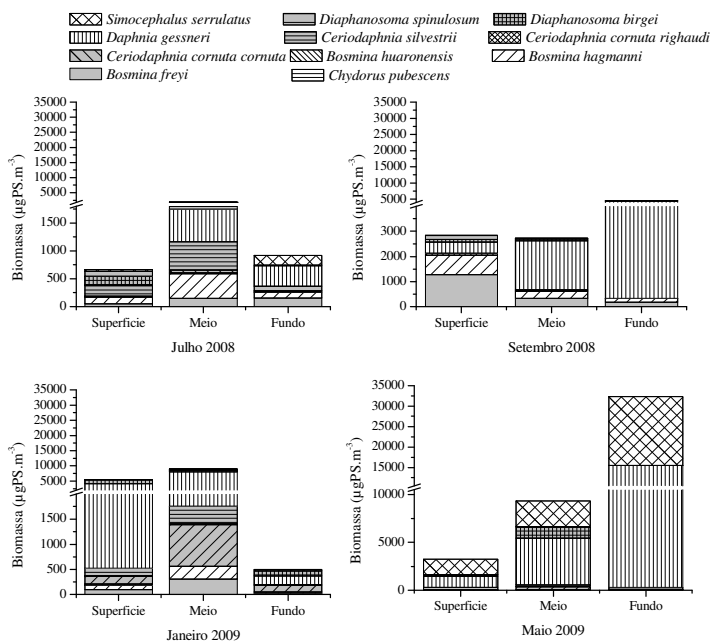 Simocephalus serrulatus Diaphanosoma spinulosum Diaphanosoma birgei
Daphnia gessneri Ceriodaphnia silvestrii Ceriodaphnia cornuta righaudi
Ceriodaphnia cornuta cornuta Bosmina huaronensis Bosmina hagmanni
Bosmina freyi Chydorus pubescens
Biomassa (µgPS.m-3)
35000
30000
25000
20000
15000
10000
5000
1500
1000
500
0
Superficie Meio Fundo
Julho 2008
Biomassa (µgPS.m-3)
35000
30000
25000
20000
15000
10000
5000
3000
2000
1000
0
Superficie Meio Fundo
Setembro 2008
Biomassa (µgPS.m-3)
35000
30000
25000
20000
15000
10000
5000
1500
1000
500
0
Superficie Meio Fundo
Janeiro 2009
Biomassa (µgPS.m-3)
35000
30000
25000
20000
15000
10000
5000
0
Superficie Meio Fundo
Maio 2009